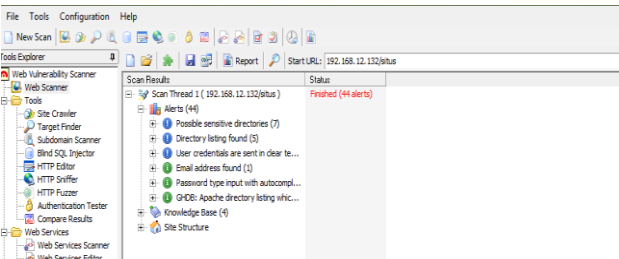 File Tools Configuration Help
New Scan
Report
Start URL: 192.168.12.132/situs
Tools Explorer
Web Vulnerability Scanner
Web Scanner
Tools
Site Crawler
Target Finder
Subdomain Scanner
Blind SQL Injector
HTTP Editor
HTTP Sniffer
HTTP Fuzzer
Authentication Tester
Compare Results
Web Services
Web Services Scanner
Web Services Editor
Scan Results Status
Scan Thread 1 ( 192.168.12.132/situs ) Finished (44 alerts)
Alerts (44)
Possible sensitive directories (7)
Directory listing found (5)
User credentials are sent in clear te...
Email address found (1)
Password type input with autocompl...
GHDB: Apache directory listing whic...
Knowledge Base (4)
Site Structure